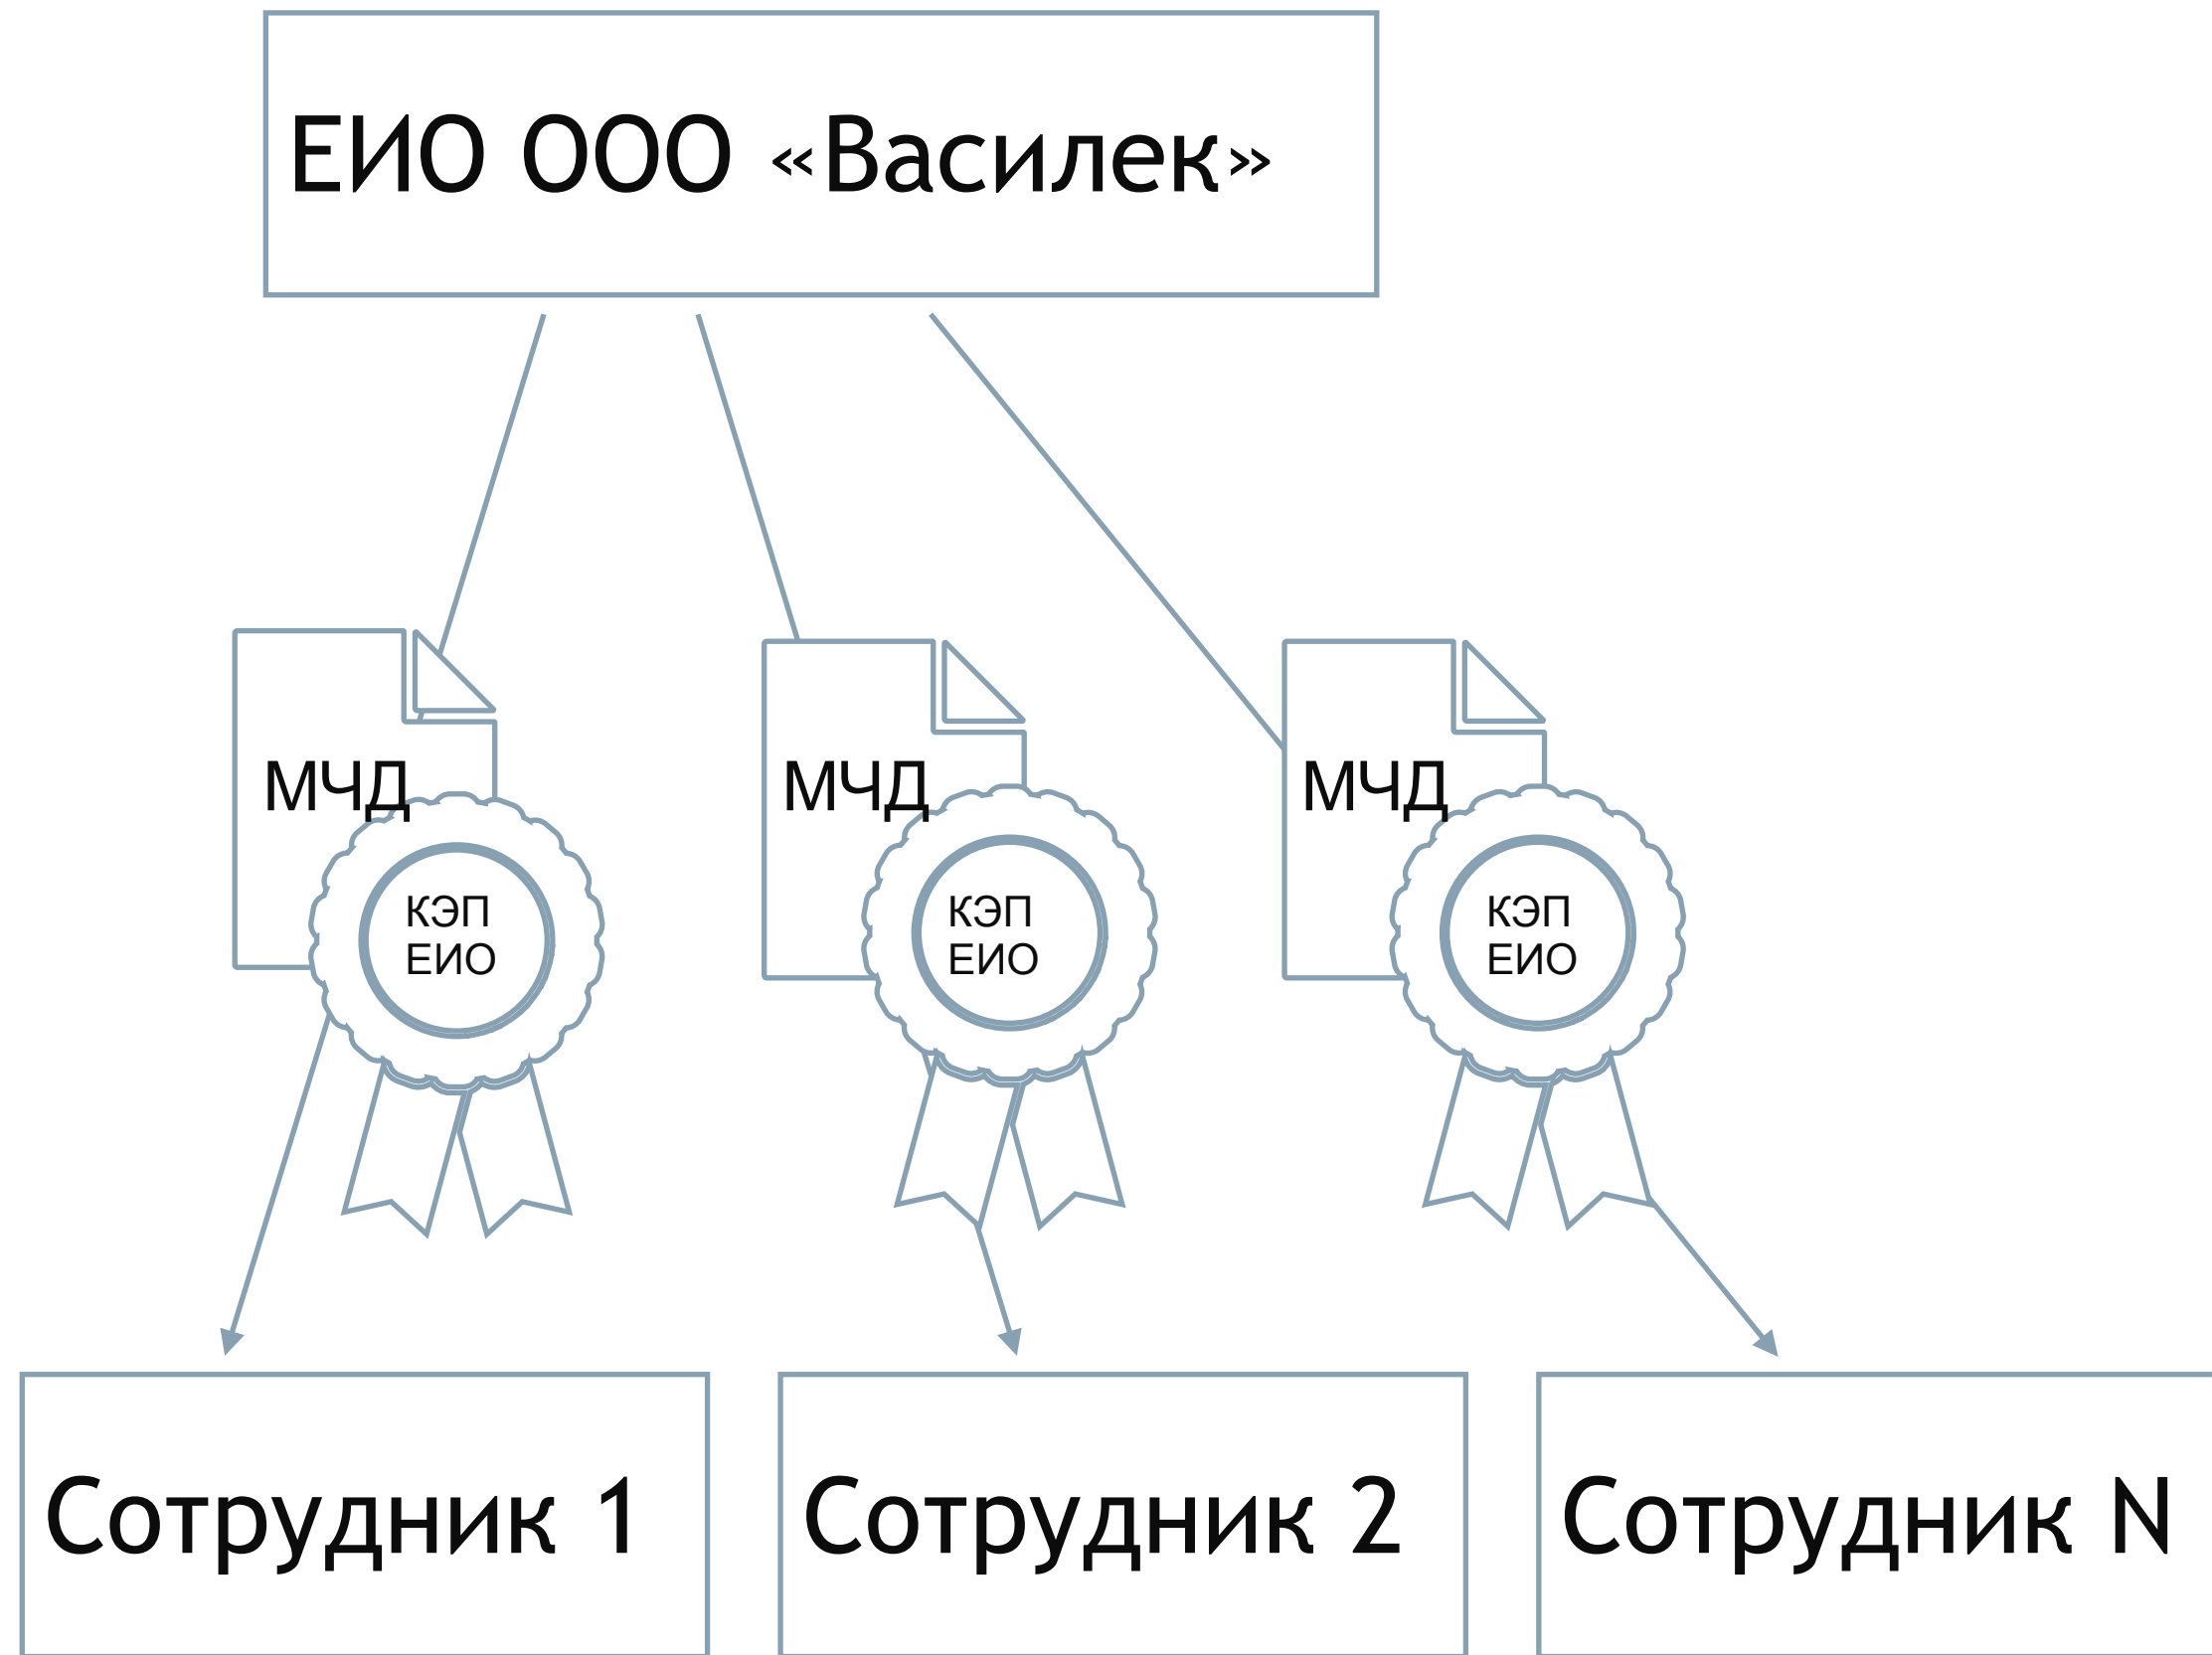 ЕИО ООО «Василек»
МЧД
МЧД
МЧД
КЭП
ЕИО
КЭП
ЕИО
КЭП
ЕИО
Сотрудник 1
Сотрудник 2
Сотрудник N